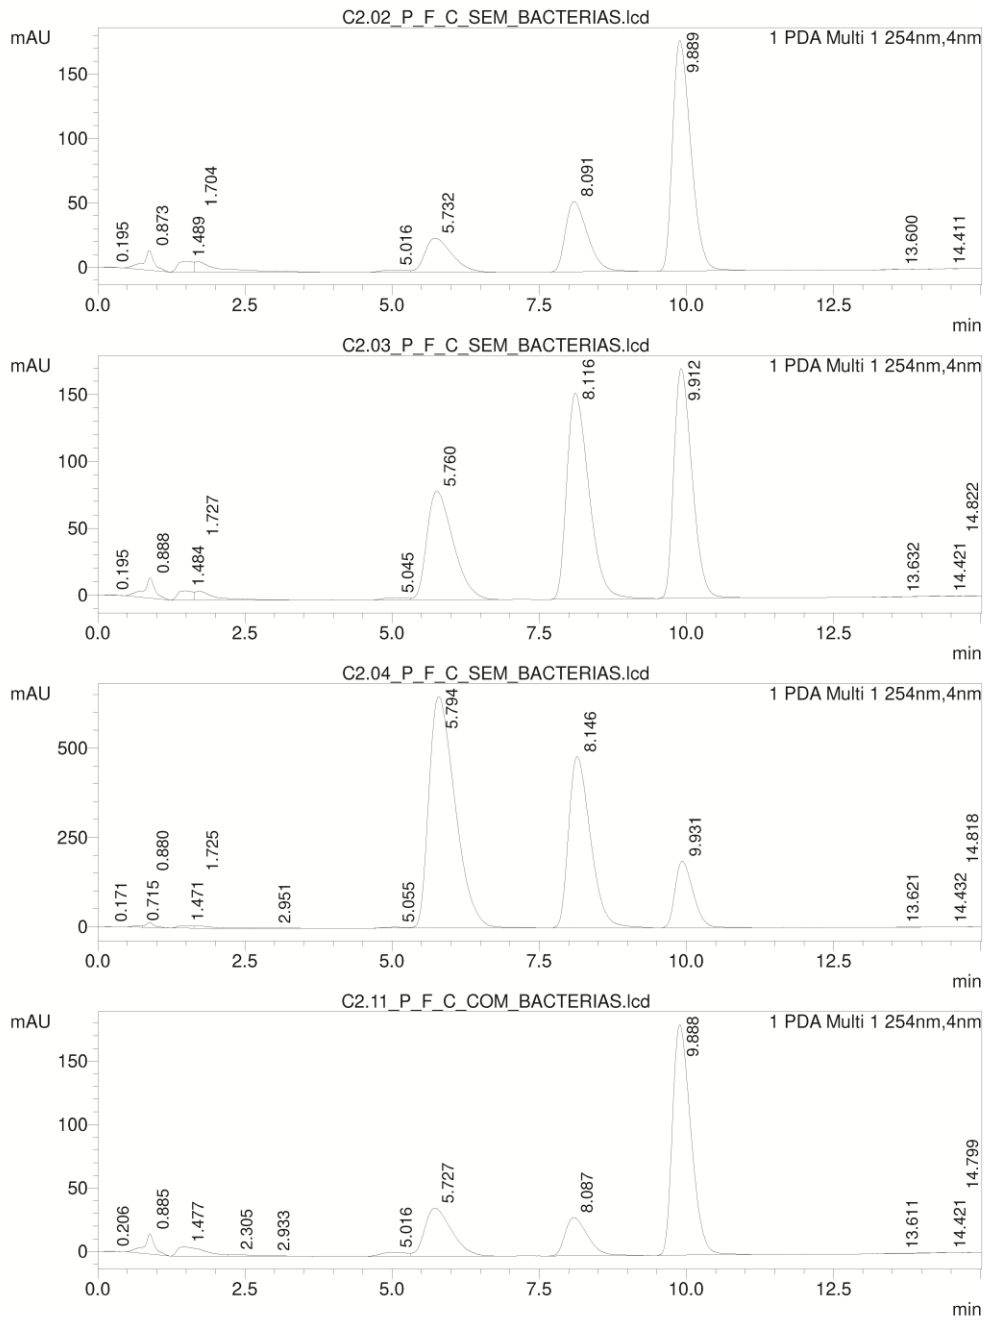 C2.02_P_F_C_SEM_BACTERIAS.lcd
mAU 1 PDA Multi 1 254nm,4nm
150
100
50
0
0.195 0.873 1.489 1.704 5.016 5.732 8.091 9.889 13.600 14.411
0.0 2.5 5.0 7.5 10.0 12.5
min
C2.03_P_F_C_SEM_BACTERIAS.lcd
mAU 1 PDA Multi 1 254nm,4nm
150
100
50
0
0.195 0.888 1.484 1.727 5.045 5.760 8.116 9.912 13.632 14.421 14.822
0.0 2.5 5.0 7.5 10.0 12.5
min
C2.04_P_F_C_SEM_BACTERIAS.lcd
mAU 1 PDA Multi 1 254nm,4nm
500
250
0
0.171 0.715 0.880 1.471 1.725 2.951 5.055 5.794 8.146 9.931 13.621 14.432 14.818
0.0 2.5 5.0 7.5 10.0 12.5
min
C2.11_P_F_C_COM_BACTERIAS.lcd
mAU 1 PDA Multi 1 254nm,4nm
150
100
50
0
0.206 0.885 1.477 2.305 2.933 5.016 5.727 8.087 9.888 13.611 14.421 14.799
0.0 2.5 5.0 7.5 10.0 12.5
min